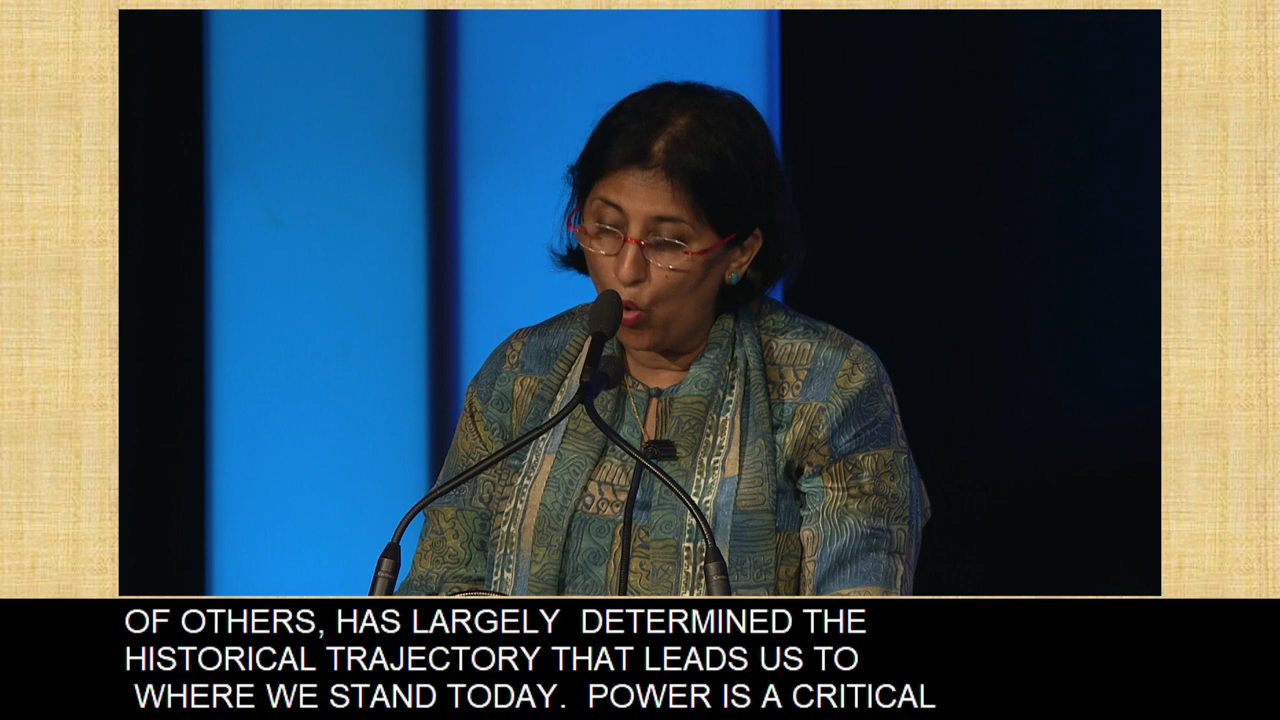 OF OTHERS, HAS LARGELY  DETERMINED THE
HISTORICAL TRAJECTORY THAT LEADS US TO
WHERE WE STAND TODAY.  POWER IS A CRITICAL